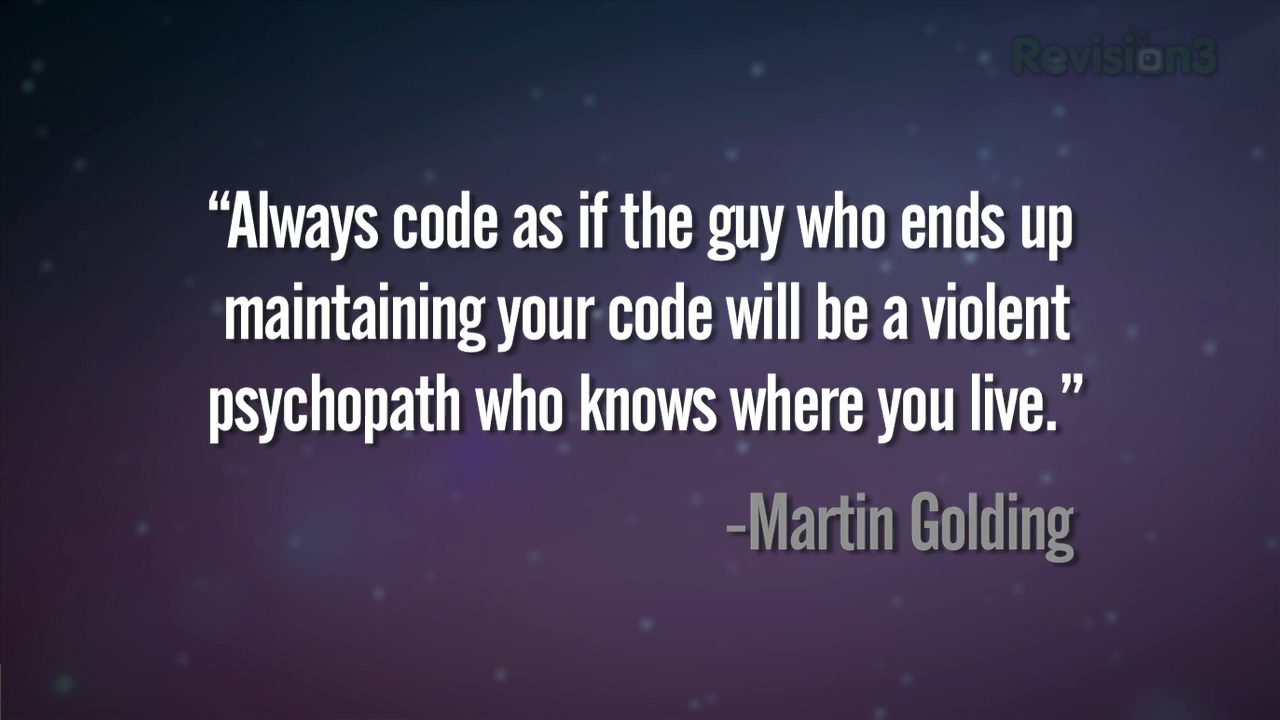 Revision3
“Always code as if the guy who ends up
maintaining your code will be a violent
psychopath who knows where you live.”
–Martin Golding